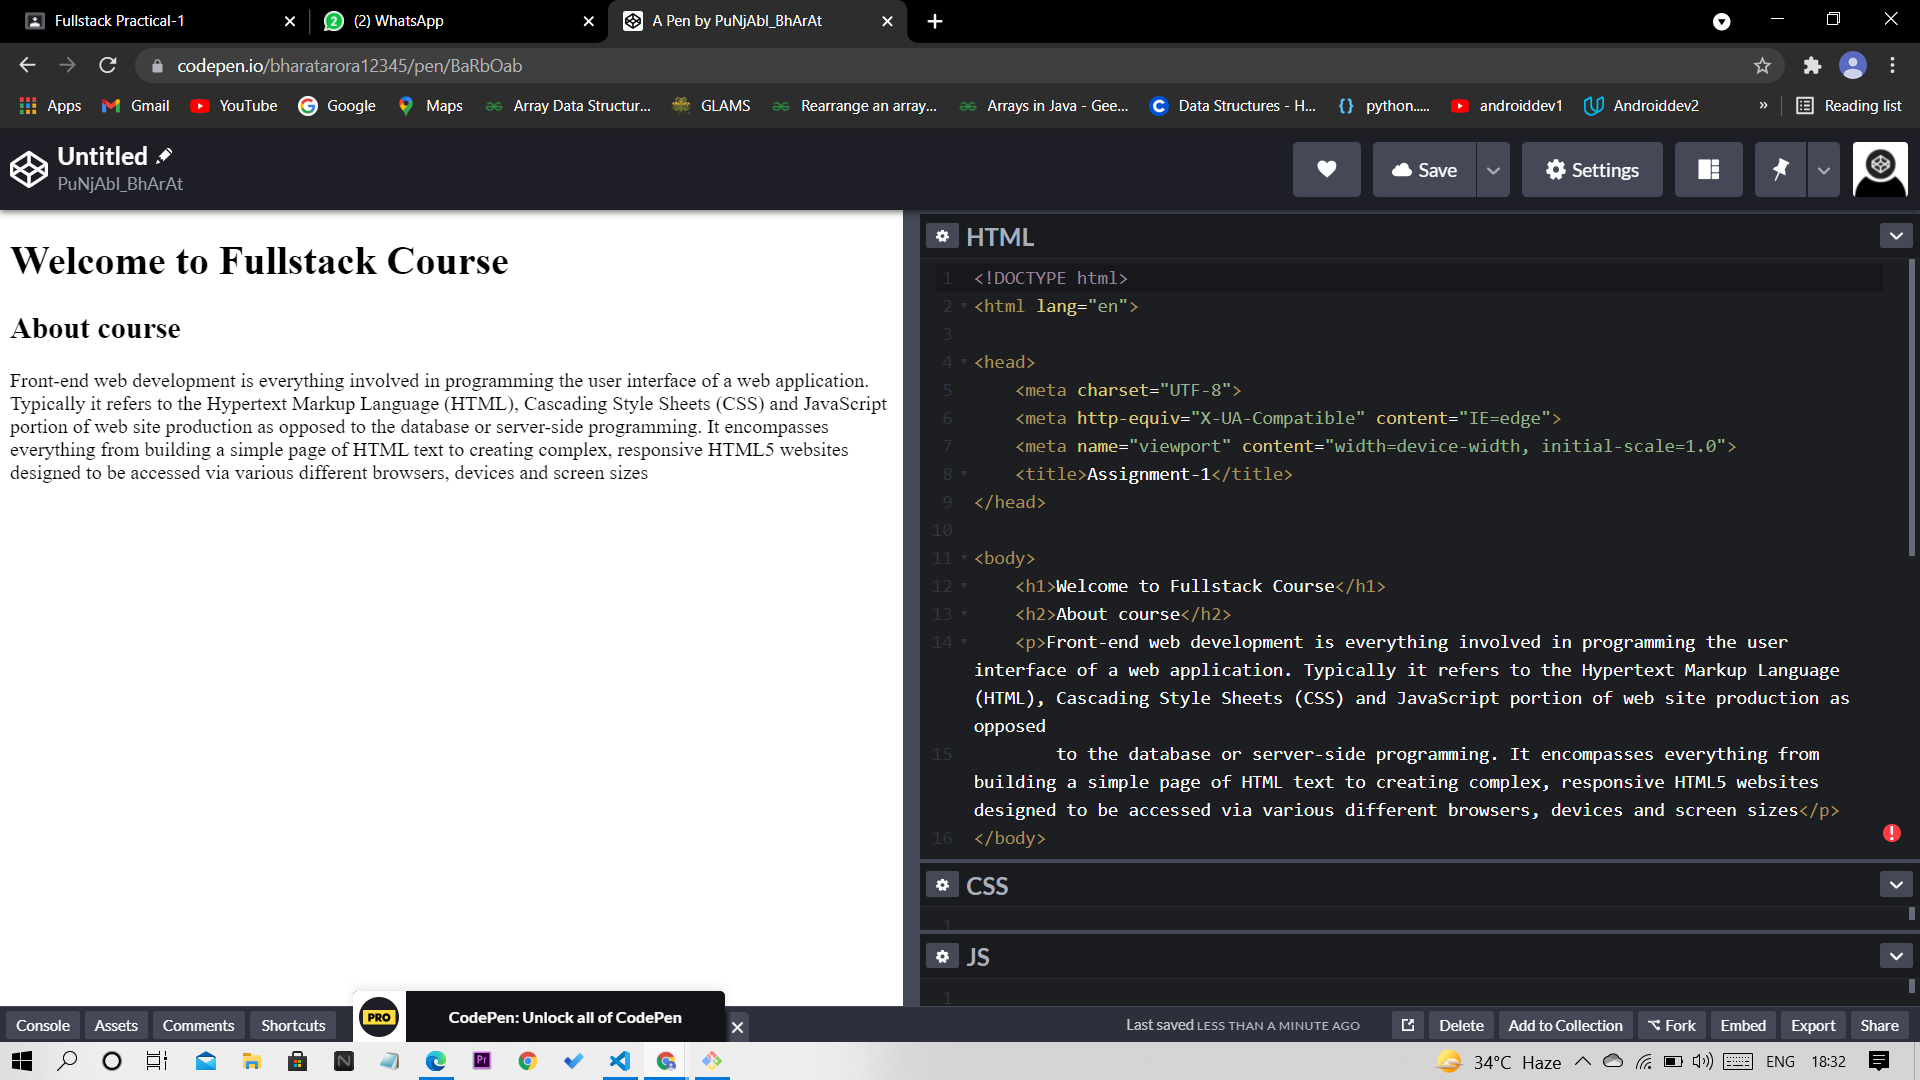 Fullstack Practical-1
2 (2) WhatsApp
A Pen by PuNjAbI_BhArAt
codepen.io/bharatarora12345/pen/BaRbOab
Apps Gmail YouTube Google Maps Array Data Structur... GLAMS Rearrange an array... Arrays in Java - Gee... C Data Structures - H... {} python..... androiddev1 Androiddev2 » Reading list
Untitled
PuNjAbI_BhArAt
Save Settings
Welcome to Fullstack Course
About course
Front-end web development is everything involved in programming the user interface of a web application.
Typically it refers to the Hypertext Markup Language (HTML), Cascading Style Sheets (CSS) and JavaScript
portion of web site production as opposed to the database or server-side programming. It encompasses
everything from building a simple page of HTML text to creating complex, responsive HTML5 websites
designed to be accessed via various different browsers, devices and screen sizes
HTML
1 <!DOCTYPE html>
2 <html lang="en">
3
4 <head>
5 <meta charset="UTF-8">
6 <meta http-equiv="X-UA-Compatible" content="IE=edge">
7 <meta name="viewport" content="width=device-width, initial-scale=1.0">
8 <title>Assignment-1</title>
9 </head>
10
11 <body>
12 <h1>Welcome to Fullstack Course</h1>
13 <h2>About course</h2>
14 <p>Front-end web development is everything involved in programming the user
interface of a web application. Typically it refers to the Hypertext Markup Language
(HTML), Cascading Style Sheets (CSS) and JavaScript portion of web site production as
opposed
15 to the database or server-side programming. It encompasses everything from
building a simple page of HTML text to creating complex, responsive HTML5 websites
designed to be accessed via various different browsers, devices and screen sizes</p>
16 </body>
CSS
1
JS
1
Console Assets Comments Shortcuts
PRO CodePen: Unlock all of CodePen
Last saved LESS THAN A MINUTE AGO
Delete Add to Collection Fork Embed Export Share
N Pr 34°C Haze ENG 18:32